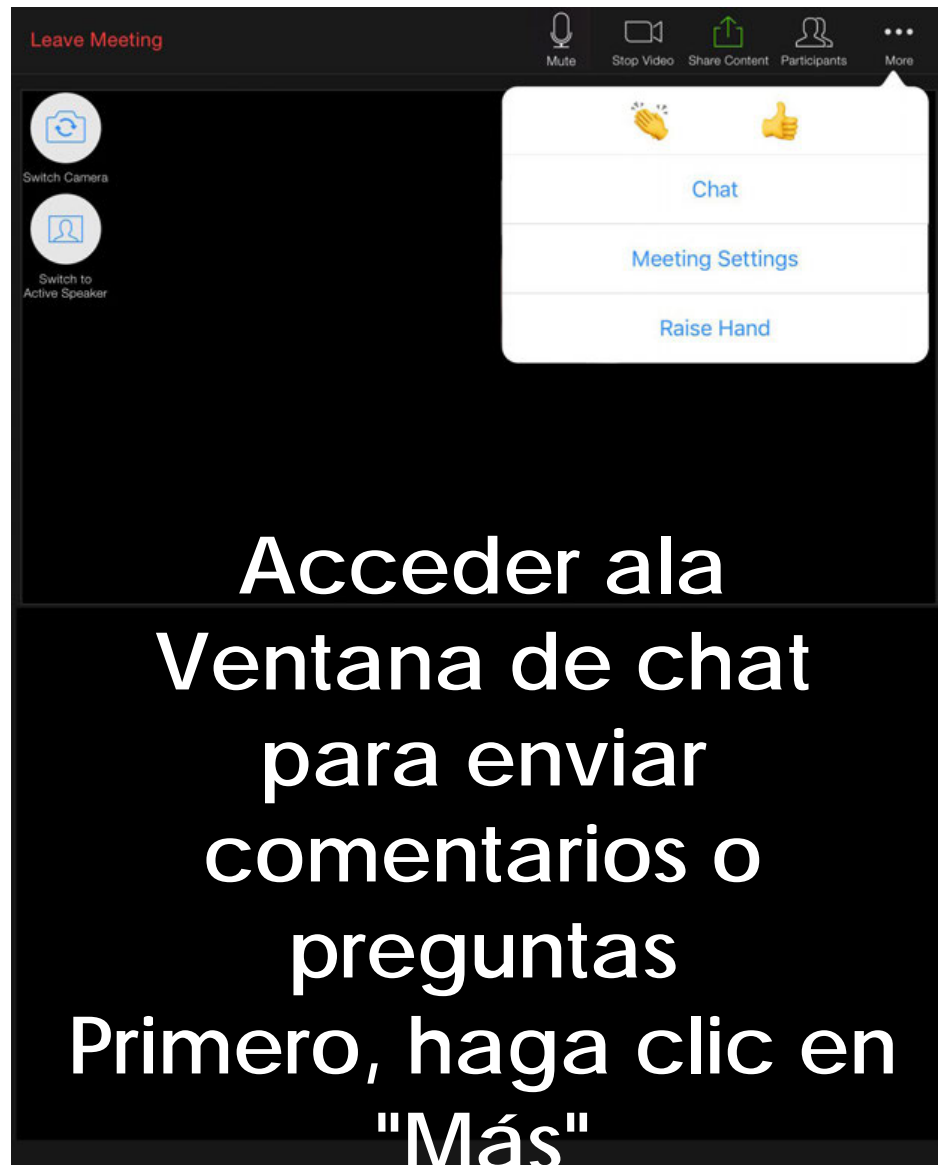 Leave Meeting
Mute
Stop Video
Share Content
Participants
More
Switch Camera
Switch to
Active Speaker
Chat
Meeting Settings
Raise Hand
Acceder ala
Ventana de chat
para enviar
comentarios o
preguntas
Primero, haga clic en
"Más"